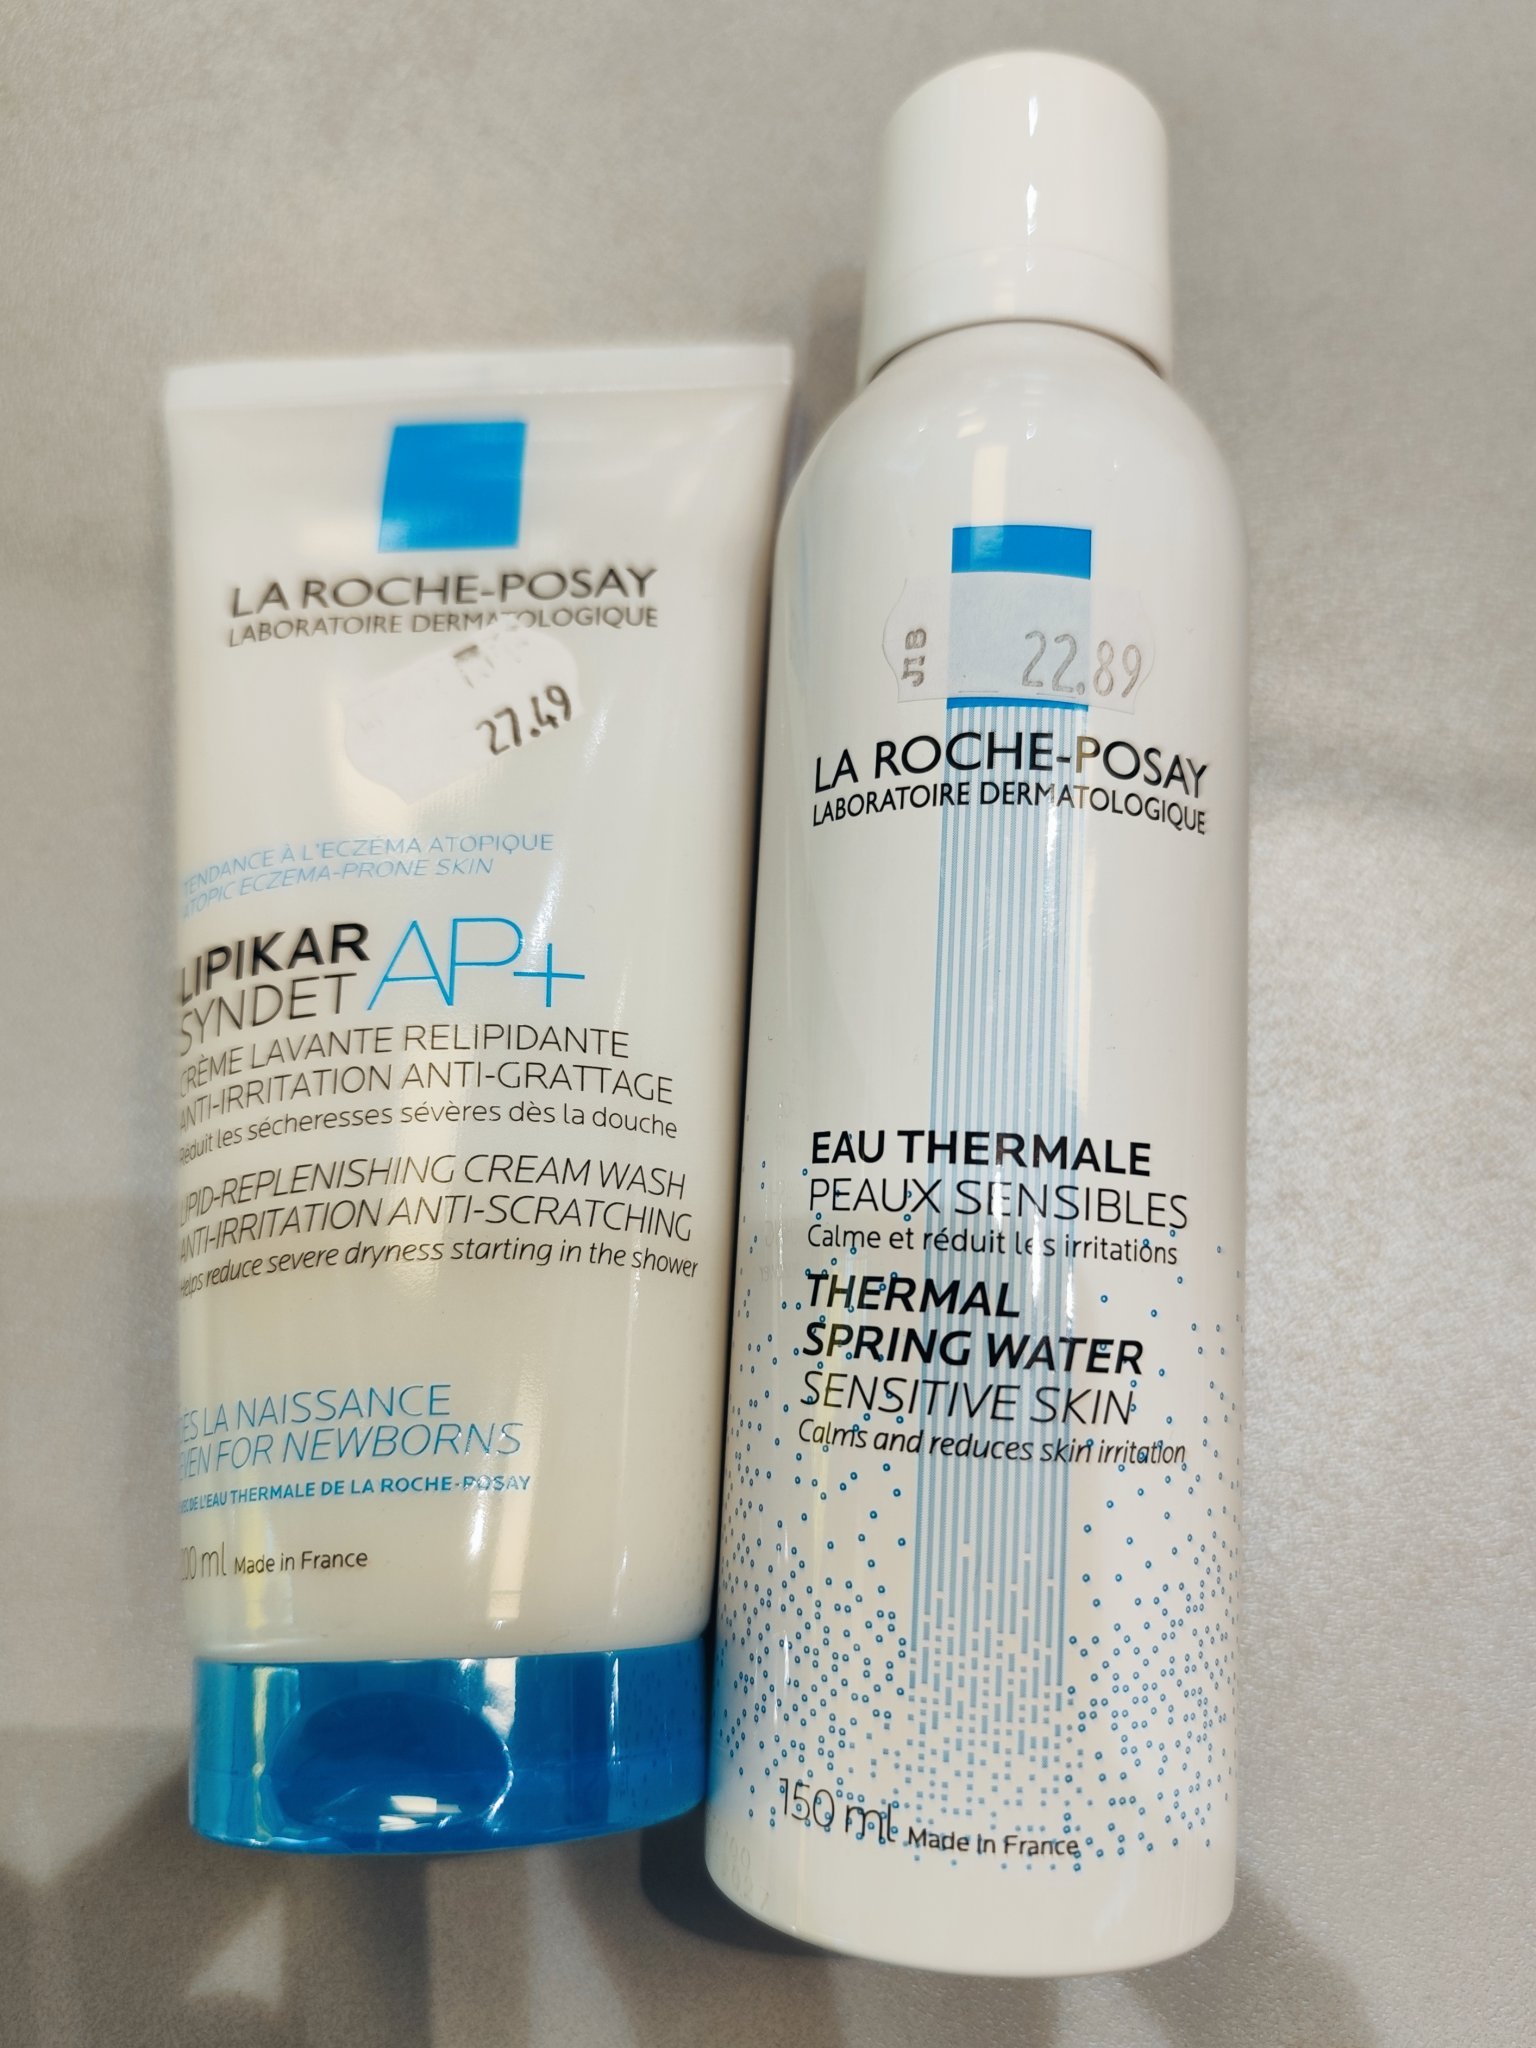 LA ROCHE-POSAY
LABORATOIRE DERMATOLOGIQUE
27.49
TENDANCE À L'ECZÉMA ATOPIQUE
ATOPIC ECZEMA-PRONE SKIN
LIPIKAR
SYNDET AP+
CRÈME LAVANTE RELIPIDANTE
ANTI-IRRITATION ANTI-GRATTAGE
Réduit les sécheresses sévères dès la douche
LIPID-REPLENISHING CREAM WASH
ANTI-IRRITATION ANTI-SCRATCHING
Helps reduce severe dryness starting in the shower
DÈS LA NAISSANCE
EVEN FOR NEWBORNS
DE L'EAU THERMALE DE LA ROCHE-POSAY
ml Made in France
22.89
LA ROCHE-POSAY
LABORATOIRE DERMATOLOGIQUE
EAU THERMALE
PEAUX SENSIBLES
Calme et réduit les irritations
THERMAL
SPRING WATER
SENSITIVE SKIN
Calms and reduces skin irritation
150 ml Made in France